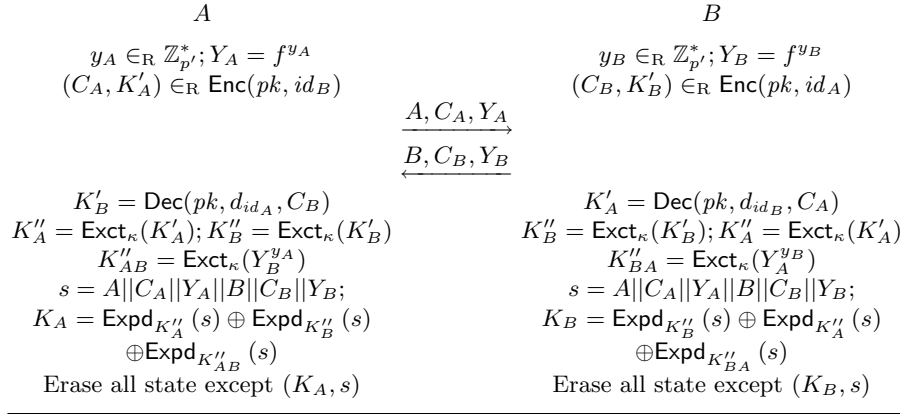 A B
y_A ∈_R ℤ*_{p′}; Y_A = f^{y_A} y_B ∈_R ℤ*_{p′}; Y_B = f^{y_B}
(C_A, K′_A) ∈_R Enc(pk, id_B) (C_B, K′_B) ∈_R Enc(pk, id_A)
A, C_A, Y_A
B, C_B, Y_B
K′_B = Dec(pk, d_{id_A}, C_B) K′_A = Dec(pk, d_{id_B}, C_A)
K″_A = Exct_κ(K′_A); K″_B = Exct_κ(K′_B) K″_B = Exct_κ(K′_B); K″_A = Exct_κ(K′_A)
K″_{AB} = Exct_κ(Y_B^{y_A}) K″_{BA} = Exct_κ(Y_A^{y_B})
s = A||C_A||Y_A||B||C_B||Y_B; s = A||C_A||Y_A||B||C_B||Y_B;
K_A = Expd_{K″_A}(s) ⊕ Expd_{K″_B}(s) K_B = Expd_{K″_B}(s) ⊕ Expd_{K″_A}(s)
⊕Expd_{K″_{AB}}(s) ⊕Expd_{K″_{BA}}(s)
Erase all state except (K_A, s) Erase all state except (K_B, s)